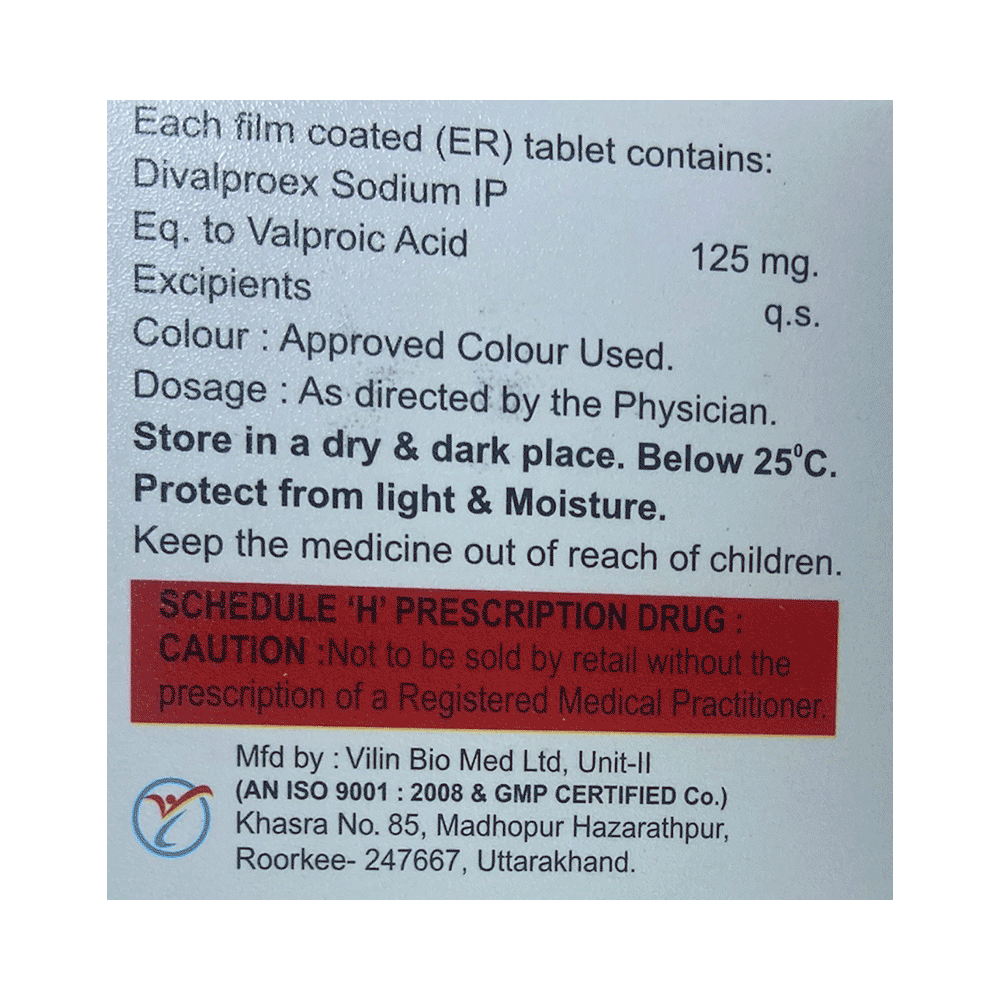 Each film coated (ER) tablet contains:
Divalproex Sodium IP
Eq. to Valproic Acid 125 mg.
Excipients q.s.
Colour : Approved Colour Used.
Dosage : As directed by the Physician.
Store in a dry & dark place. Below 25⁰C.
Protect from light & Moisture.
Keep the medicine out of reach of children.
SCHEDULE ‘H’ PRESCRIPTION DRUG :
CAUTION :Not to be sold by retail without the
prescription of a Registered Medical Practitioner.
Mfd by : Vilin Bio Med Ltd, Unit-II
(AN ISO 9001 : 2008 & GMP CERTIFIED Co.)
Khasra No. 85, Madhopur Hazarathpur,
Roorkee- 247667, Uttarakhand.